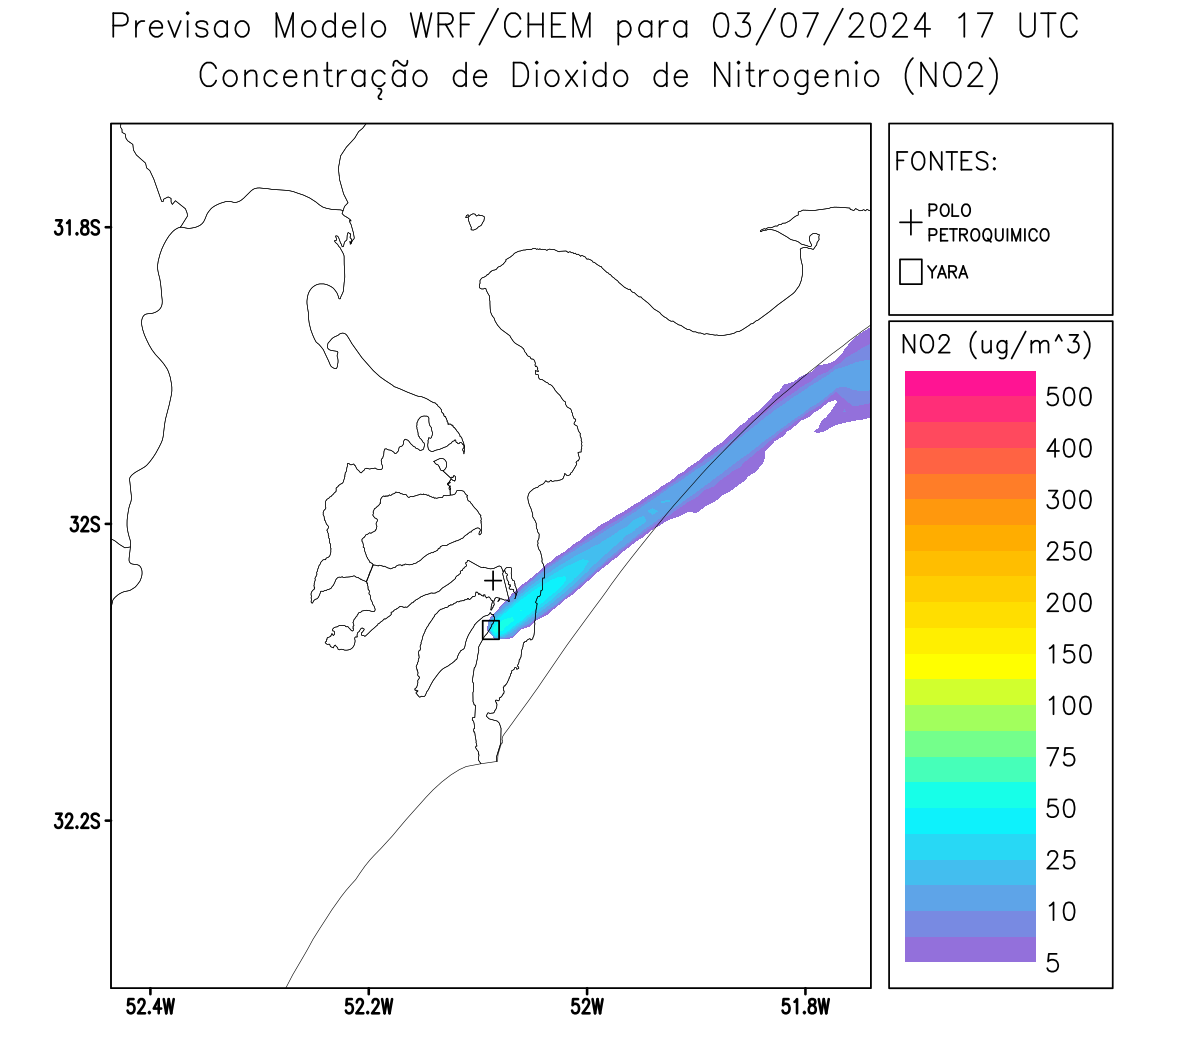 Previsao Modelo WRF/CHEM para 03/07/2024 17 UTC
Concentração de Dioxido de Nitrogenio (NO2)
FONTES:
POLO
PETROQUIMICO
YARA
NO2 (ug/m^3)
500
400
300
250
200
150
100
75
50
25
10
5
31.8S
32S
32.2S
52.4W
52.2W
52W
51.8W